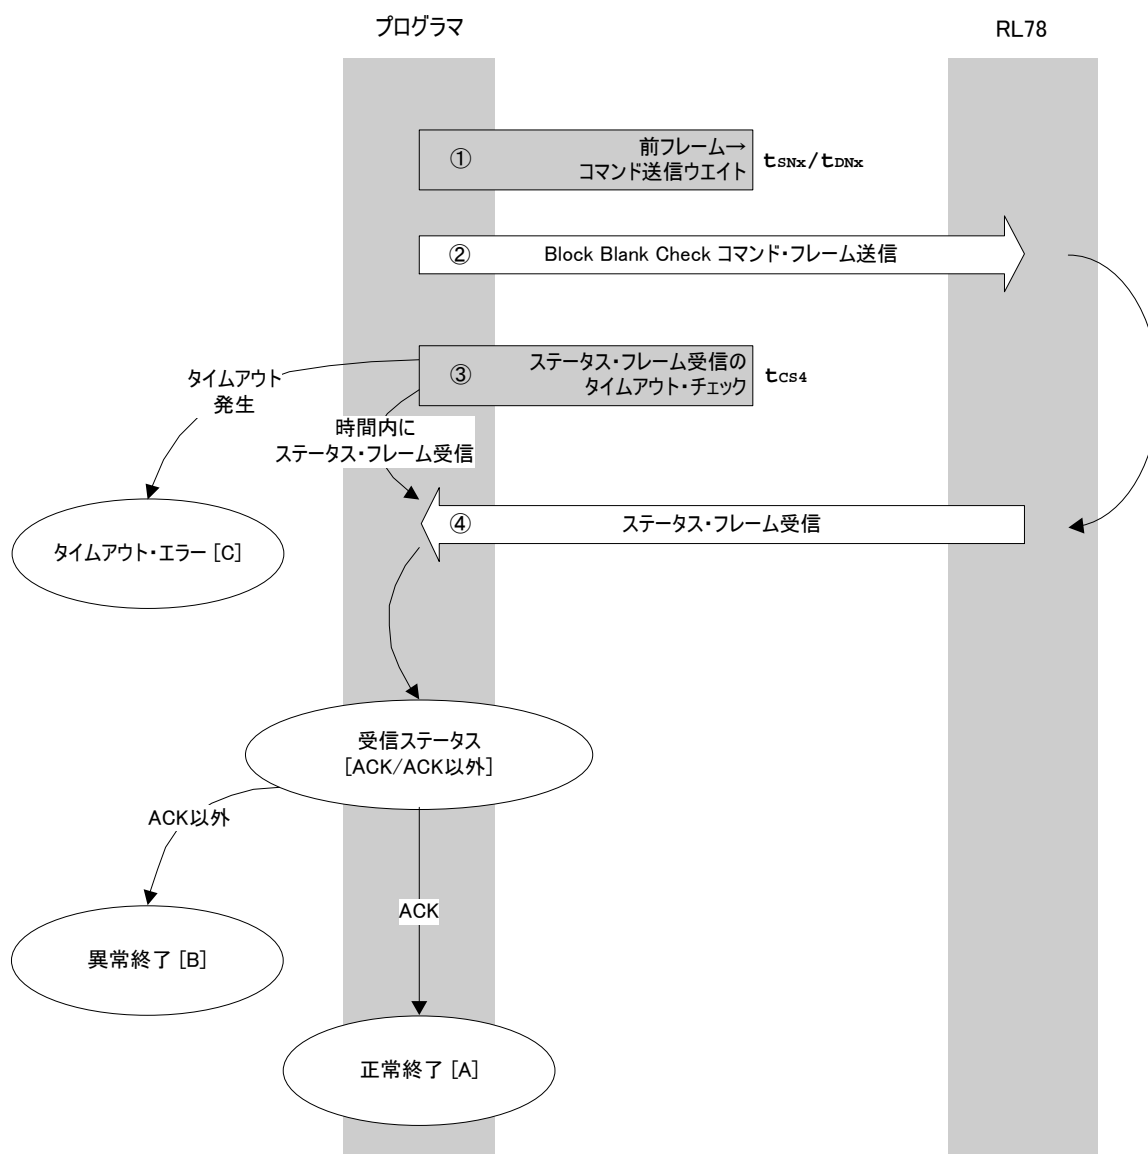 プログラマ
RL78
① 前フレーム→
コマンド送信ウエイト
tSNx/tDNx
② Block Blank Check コマンド・フレーム送信
③ ステータス・フレーム受信の
タイムアウト・チェック
tCS4
タイムアウト
発生
時間内に
ステータス・フレーム受信
④ ステータス・フレーム受信
タイムアウト・エラー [C]
受信ステータス
[ACK/ACK以外]
ACK以外
ACK
異常終了 [B]
正常終了 [A]